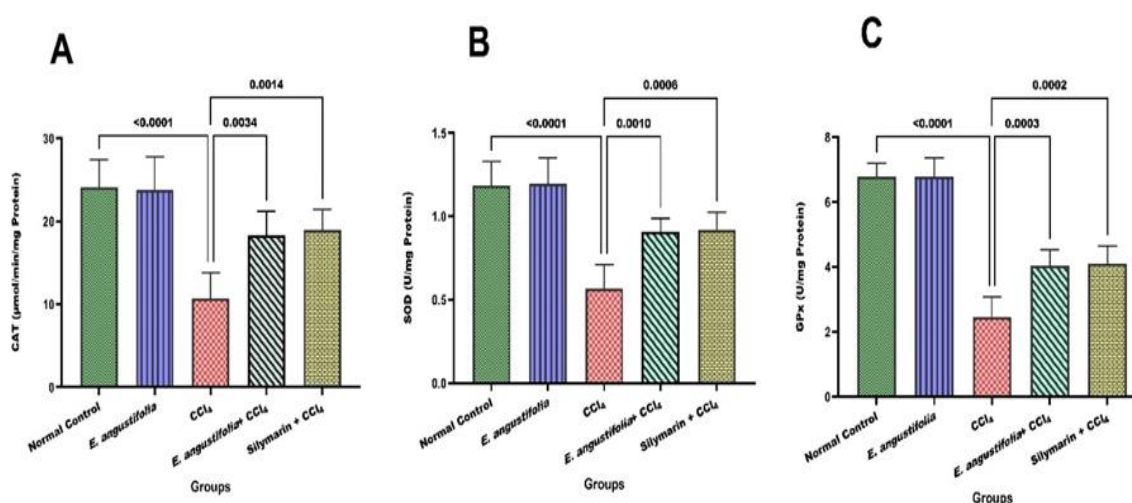 A
0.0014
<0.0001
0.0034
30
20
10
0
CAT (µmol/min/mg Protein)
Normal Control
E. angustifolia
CCl₄
E. angustifolia+ CCl₄
Silymarin + CCl₄
Groups
B
0.0006
<0.0001
0.0010
1.5
1.0
0.5
0.0
SOD (U/mg Protein)
Normal Control
E. angustifolia
CCl₄
E. angustifolia+ CCl₄
Silymarin + CCl₄
Groups
C
0.0002
<0.0001
0.0003
8
6
4
2
0
GPx (U/mg Protein)
Normal Control
E. angustifolia
CCl₄
E. angustifolia+ CCl₄
Silymarin + CCl₄
Groups